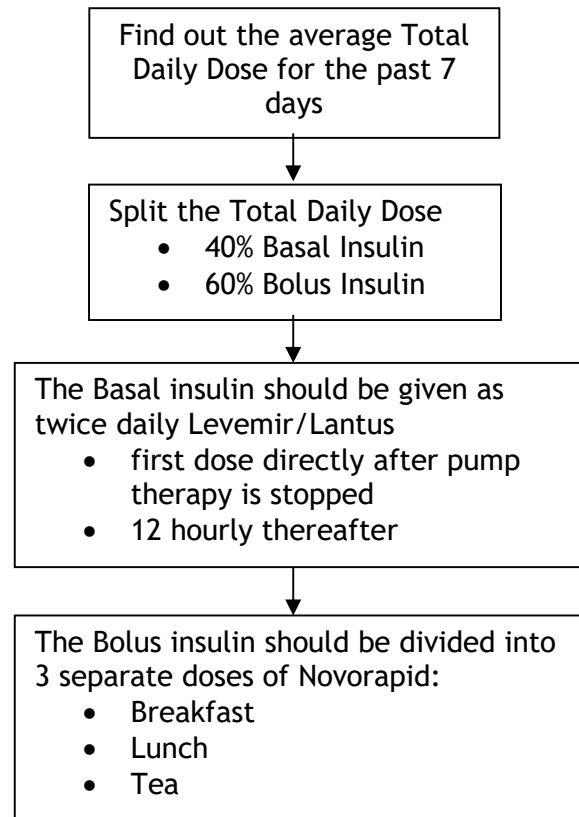 Find out the average Total
Daily Dose for the past 7
days
Split the Total Daily Dose
• 40% Basal Insulin
• 60% Bolus Insulin
The Basal insulin should be given as
twice daily Levemir/Lantus
• first dose directly after pump
therapy is stopped
• 12 hourly thereafter
The Bolus insulin should be divided into
3 separate doses of Novorapid:
• Breakfast
• Lunch
• Tea